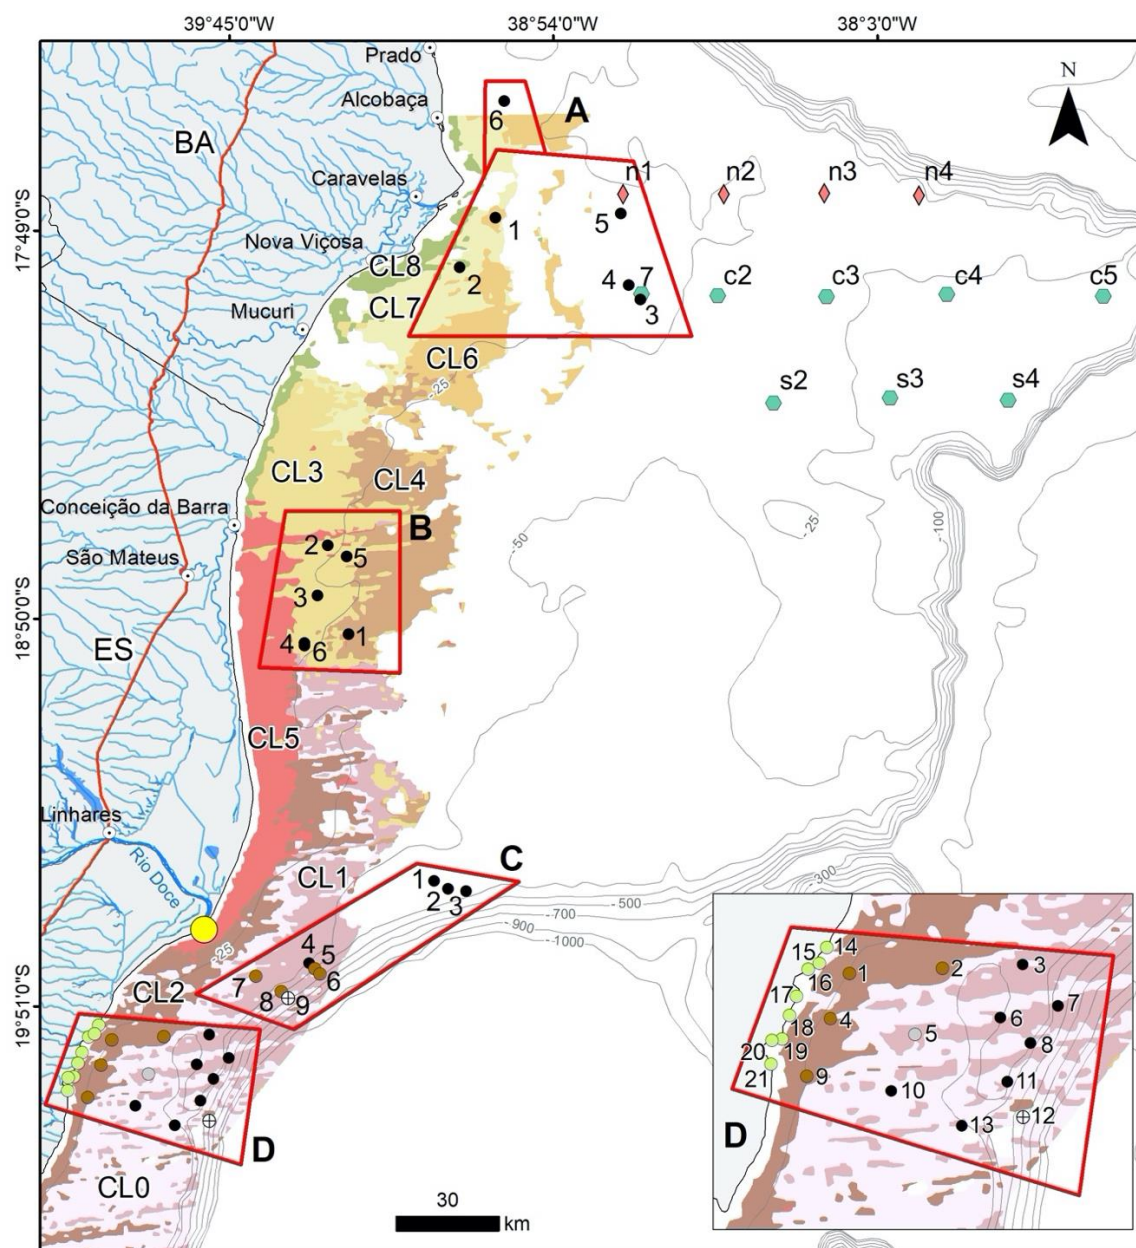 39°45'0"W 38°54'0"W 38°3'0"W
Prado
N
Alcobaça
6
A
BA
Caravelas
n1 n2 n3 n4
17°49'0"S
1
5
Nova Viçosa
CL8
2
4 7
c2 c3 c4 c5
CL7
3
Mucuri
CL6
-25
s2 s3 s4
CL3
CL4
Conceição da Barra
B
-25
-100
2
5
-50
São Mateus
3
18°50'0"S
1
4 6
ES
CL5
Linhares
Rio Doce
CL1
C
1
2
3
-300
-500
-700
-900
-1000
-25
4
5
6
7
8
9
19°51'0"S
CL2
D
CL0
30
km
14
15
16
1
2
3
17
7
18
4
5
6
20
19
8
21
9
10
11
12
13
D